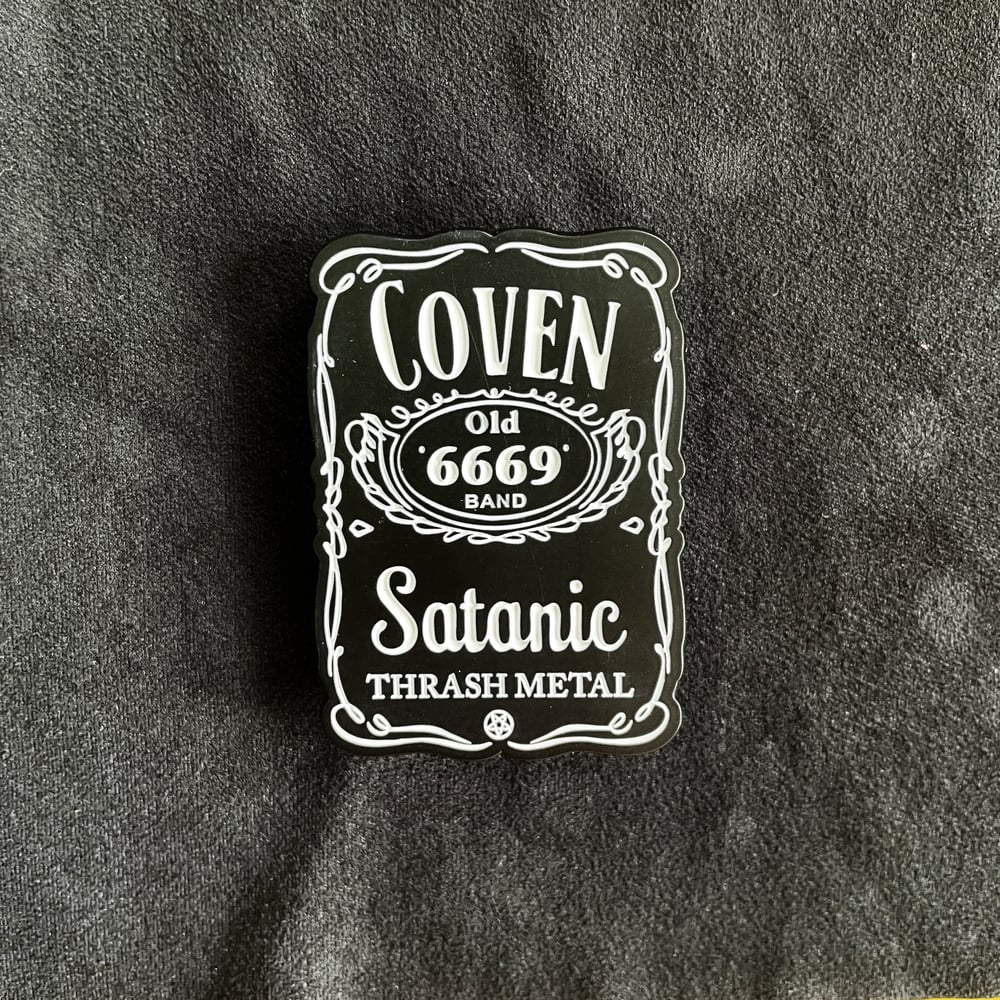 COVEN
Old
6669
BAND
Satanic
THRASH METAL